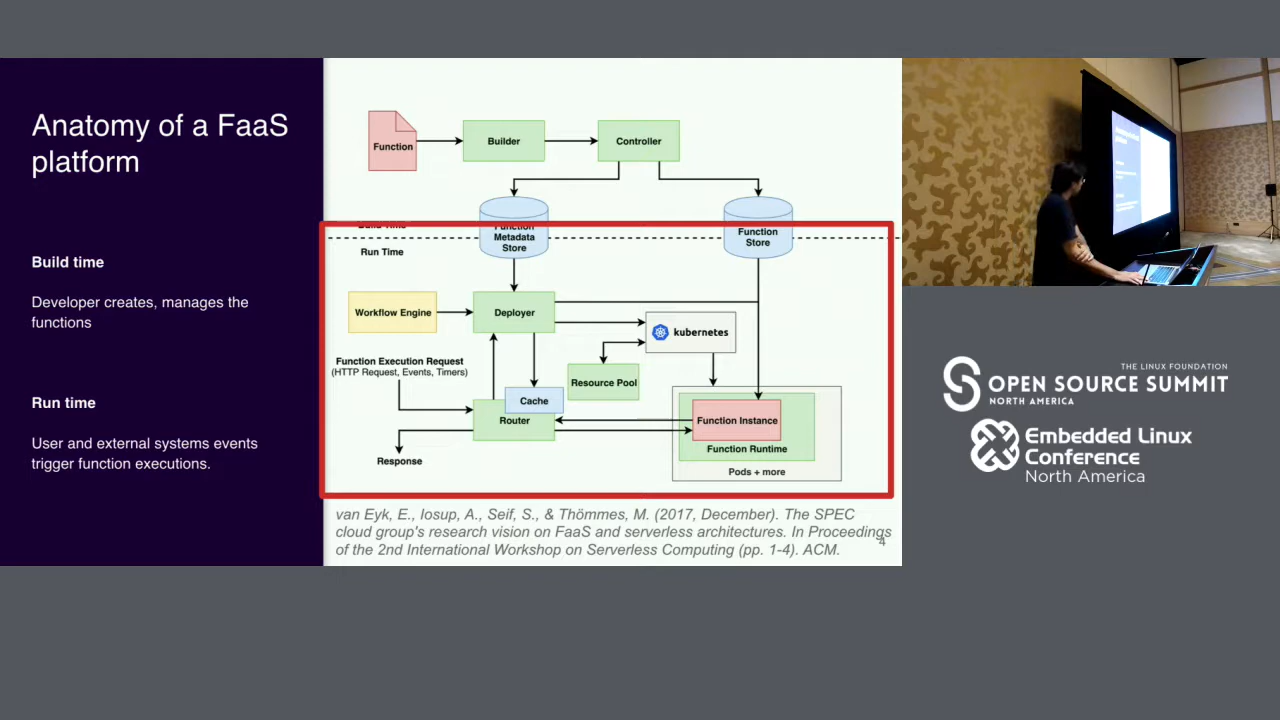 Anatomy of a FaaS
platform
Build time
Developer creates, manages the
functions
Run time
User and external systems events
trigger function executions.
Function
Builder
Controller
Function
Metadata
Store
Function
Store
Build Time
Run Time
Workflow Engine
Deployer
kubernetes
Function Execution Request
(HTTP Request, Events, Timers)
Resource Pool
Cache
Router
Function Instance
Function Runtime
Response
Pods + more
van Eyk, E., Iosup, A., Seif, S., & Thömmes, M. (2017, December). The SPEC
cloud group's research vision on FaaS and serverless architectures. In Proceedings
of the 2nd International Workshop on Serverless Computing (pp. 1-4). ACM.
4
THE LINUX FOUNDATION
OPEN SOURCE SUMMIT
NORTH AMERICA
Embedded Linux
Conference
North America